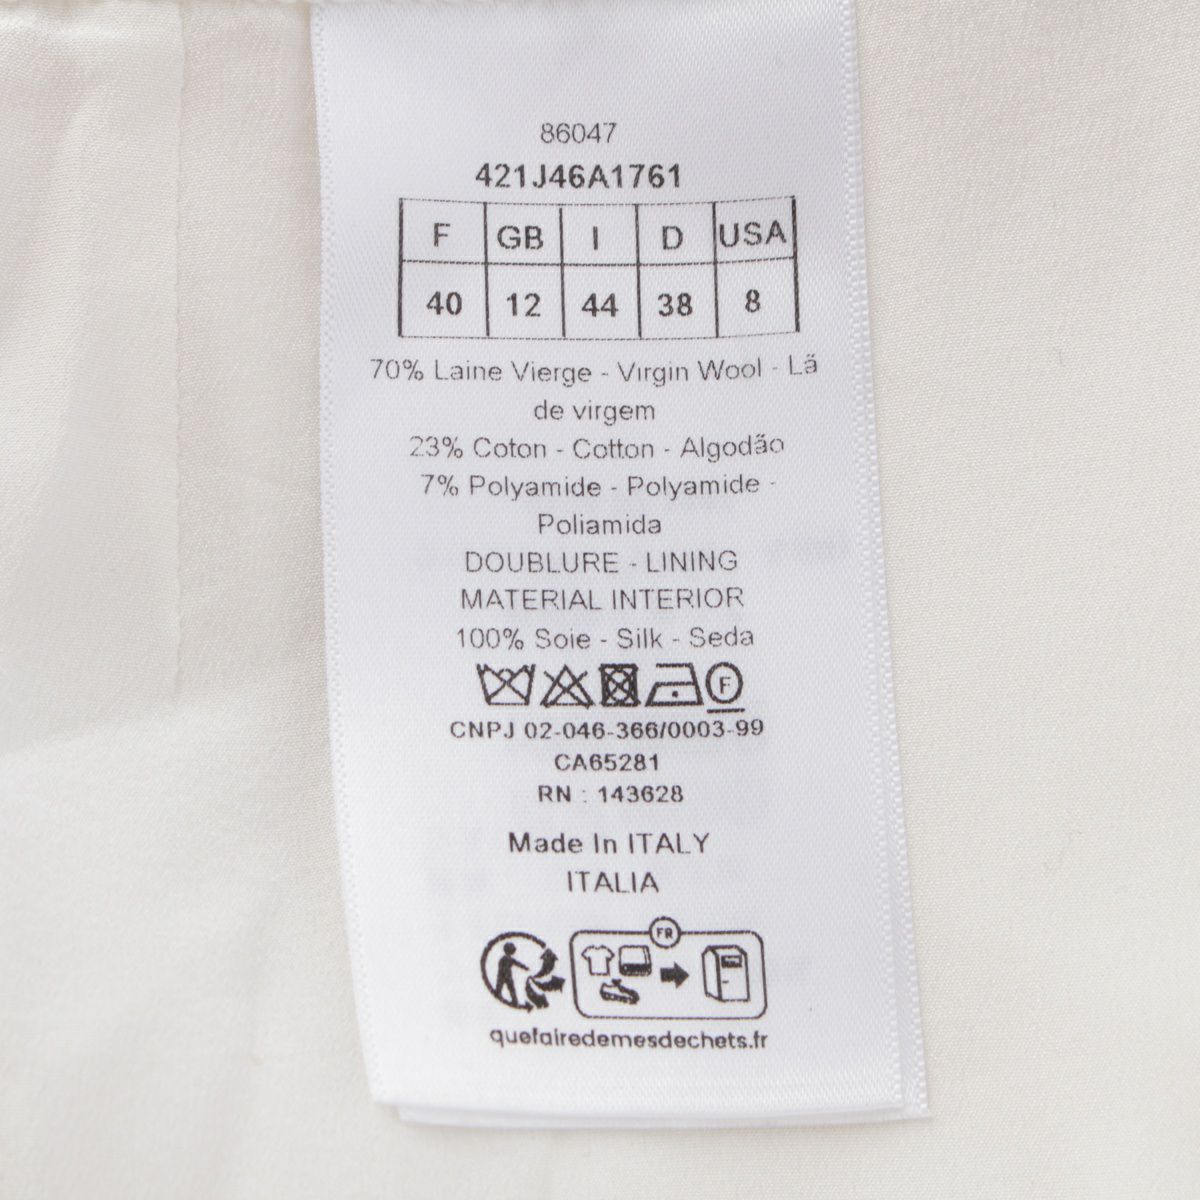 86047
421J46A1761
F GB I D USA
40 12 44 38 8
70% Laine Vierge - Virgin Wool - Lã
de virgem
23% Coton - Cotton - Algodão
7% Polyamide - Polyamide -
Poliamida
DOUBLURE - LINING
MATERIAL INTERIOR
100% Soie - Silk - Seda
F
CNPJ 02-046-366/0003-99
CA65281
RN : 143628
Made In ITALY
ITALIA
FR
quefairedemesdechets.fr